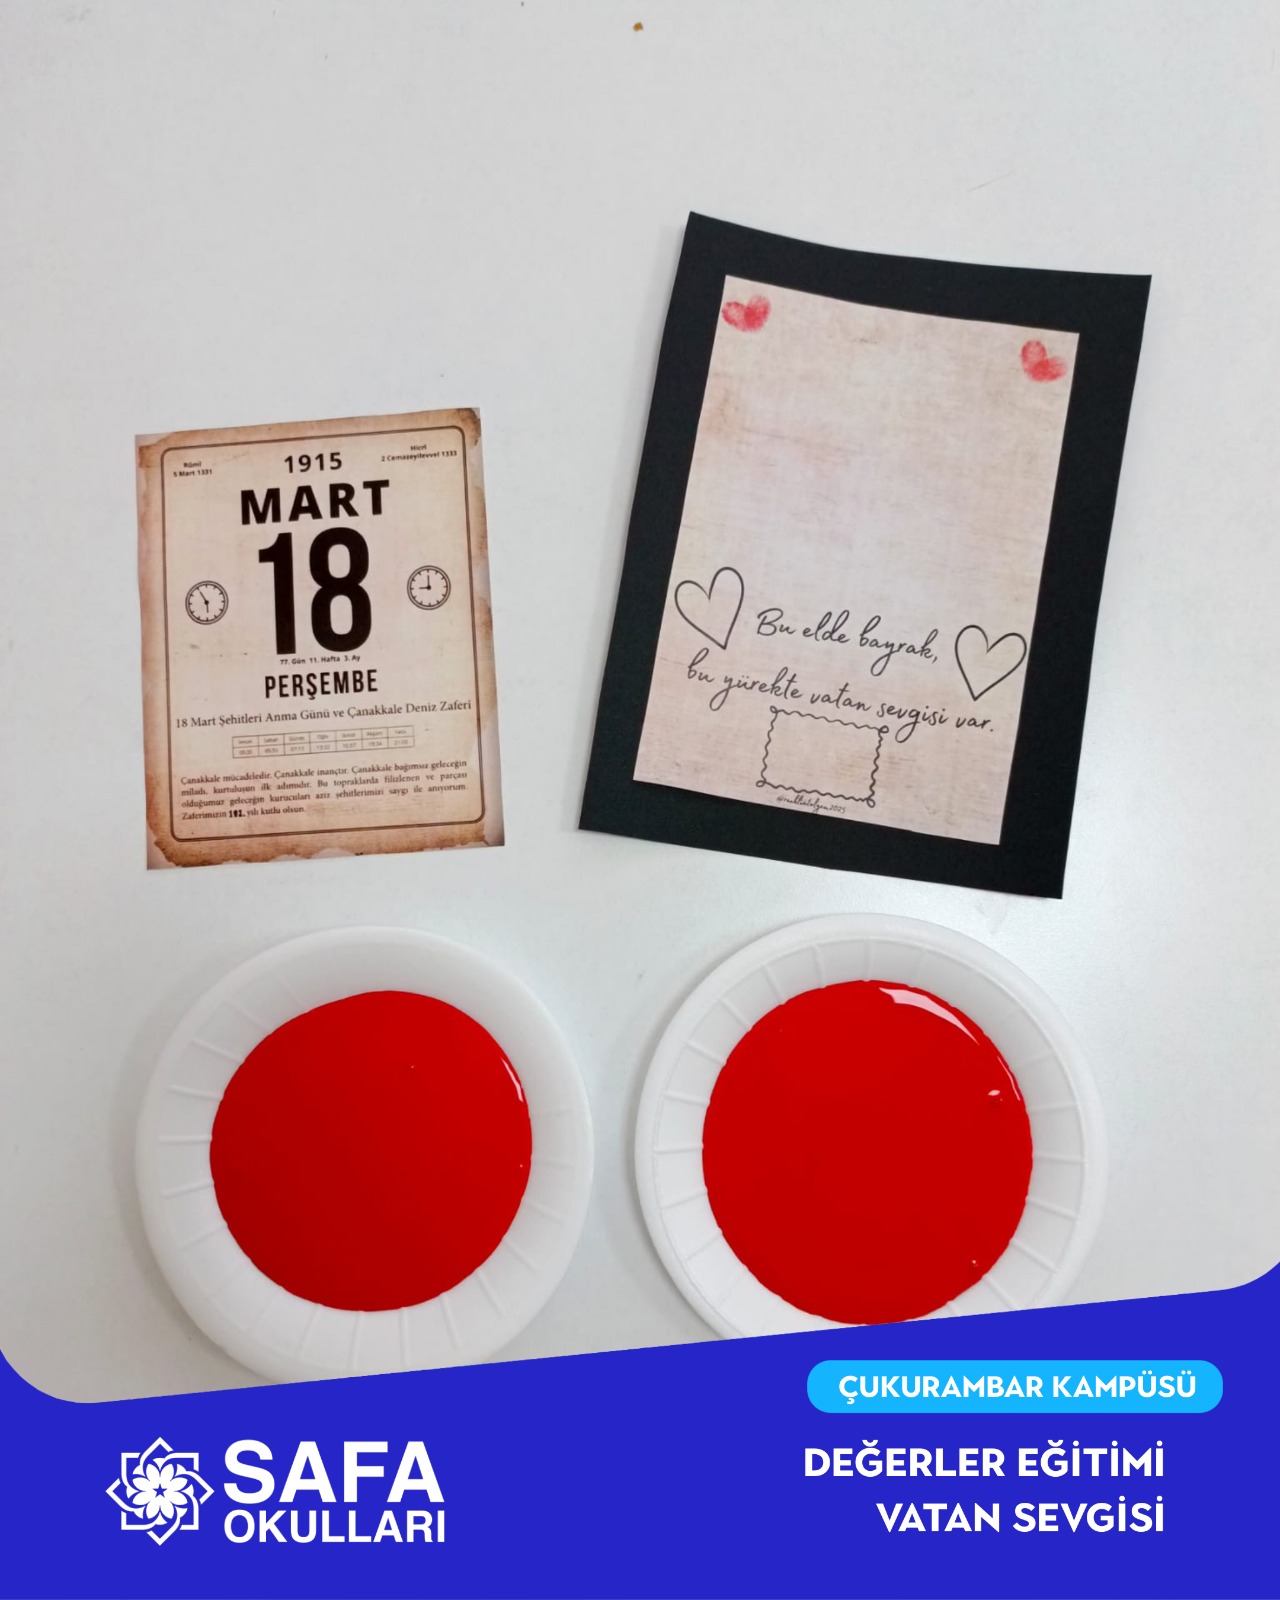 Rûmî
5 Mart 1331
1915
Hicrî
2 Cemazeyilevvel 1333
MART
18
77. Gün 11. Hafta 3. Ay
PERŞEMBE
18 Mart Şehitleri Anma Günü ve Çanakkale Deniz Zaferi
Çanakkale mücadeledir. Çanakkale inançtır. Çanakkale bağımsız geleceğin
miladı, kurtuluşun ilk adımıdır. Bu topraklarda filizlenen ve parçası
olduğumuz geleceğin kurucuları aziz şehitlerimizi saygı ile anıyorum.
Zaferimizin yılı kutlu olsun.
Bu elde bayrak,
bu yürekte vatan sevgisi var.
ÇUKURAMBAR KAMPÜSÜ
SAFA
OKULLARI
DEĞERLER EĞİTİMİ
VATAN SEVGİSİ